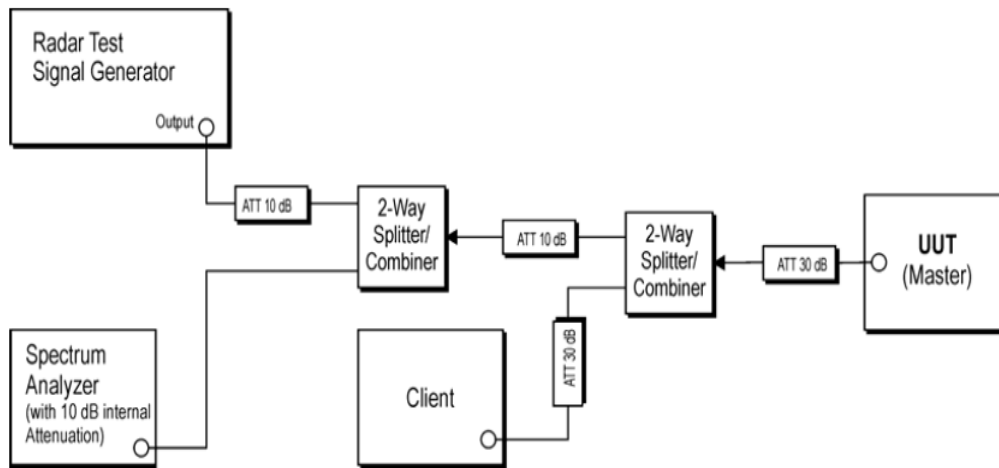 Radar Test
Signal Generator
Output
ATT 10 dB
2-Way
Splitter/
Combiner
ATT 10 dB
2-Way
Splitter/
Combiner
ATT 30 dB
UUT
(Master)
Spectrum
Analyzer
(with 10 dB internal
Attenuation)
Client
ATT 30 dB